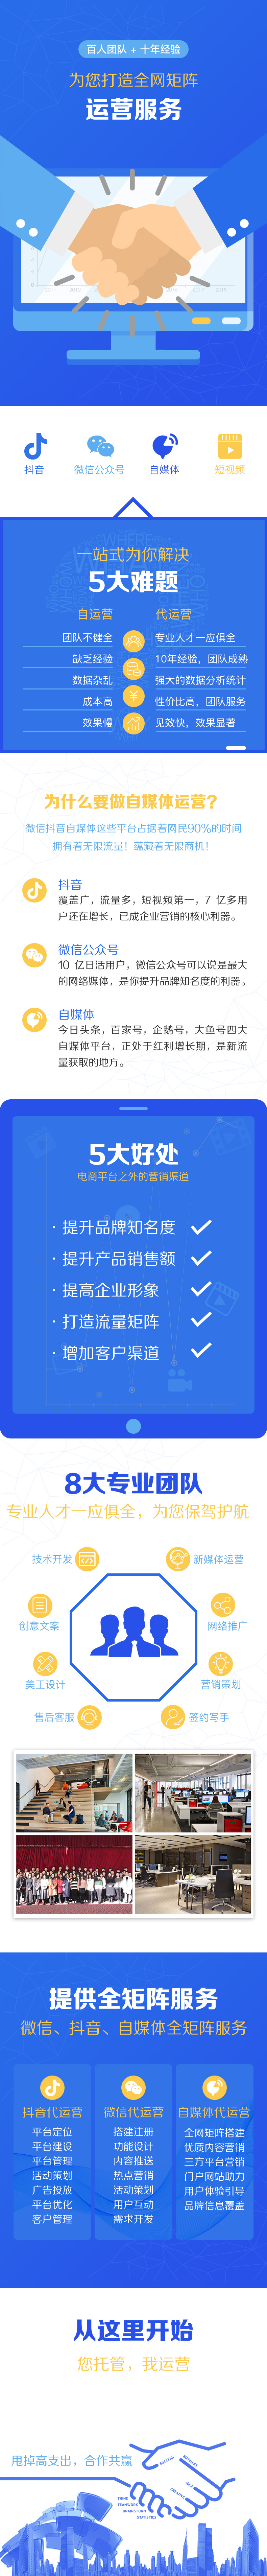 百人团队 + 十年经验
为您打造全网矩阵
运营服务
抖音
微信公众号
自媒体
短视频
一站式为你解决
5大难题
自运营
代运营
团队不健全
专业人才一应俱全
缺乏经验
10年经验，团队成熟
数据杂乱
强大的数据分析统计
成本高
性价比高，团队服务
效果慢
见效快，效果显著
为什么要做自媒体运营？
微信抖音自媒体这些平台占据着网民90%的时间
拥有着无限流量！蕴藏着无限商机！
抖音
覆盖广，流量多，短视频第一，7 亿多用
户还在增长，已成企业营销的核心利器。
微信公众号
10 亿日活用户，微信公众号可以说是最大
的网络媒体，是你提升品牌知名度的利器。
自媒体
今日头条，百家号，企鹅号，大鱼号四大
自媒体平台，正处于红利增长期，是新流
量获取的地方。
5大好处
电商平台之外的营销渠道
· 提升品牌知名度
· 提升产品销售额
· 提高企业形象
· 打造流量矩阵
· 增加客户渠道
8大专业团队
专业人才一应俱全，为您保驾护航
技术开发
新媒体运营
创意文案
网络推广
美工设计
营销策划
售后客服
签约写手
提供全矩阵服务
微信、抖音、自媒体全矩阵服务
抖音代运营
平台定位
平台建设
平台管理
活动策划
广告投放
平台优化
客户管理
微信代运营
搭建注册
功能设计
内容推送
热点营销
活动策划
用户互动
需求开发
自媒体代运营
全网矩阵搭建
优质内容营销
三方平台营销
门户网站助力
用户体验引导
品牌信息覆盖
从这里开始
您托管，我运营
甩掉高支出，合作共赢
SUCCESS
BUSINESS
IDEA
CREATIVE
THINK
TEAMWORK
BRAINSTORM
STATISTICS